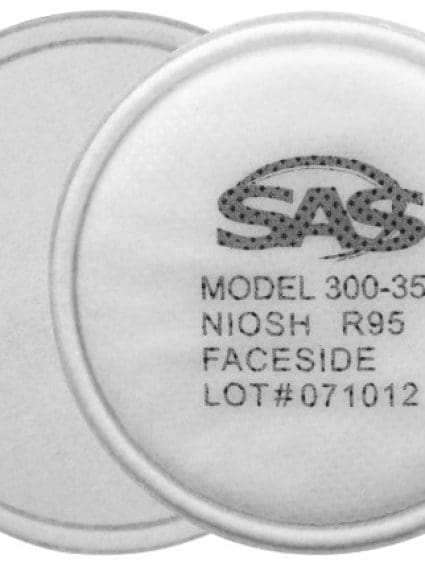 SAS
MODEL 300-35
NIOSH R95
FACESIDE
LOT#071012